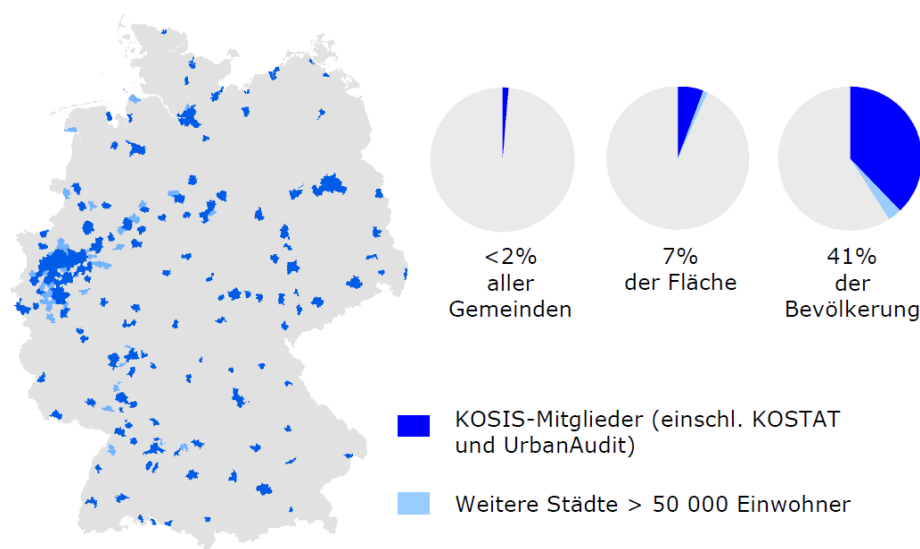 <2%
aller
Gemeinden
7%
der Fläche
41%
der
Bevölkerung
KOSIS-Mitglieder (einschl. KOSTAT
und UrbanAudit)
Weitere Städte > 50 000 Einwohner